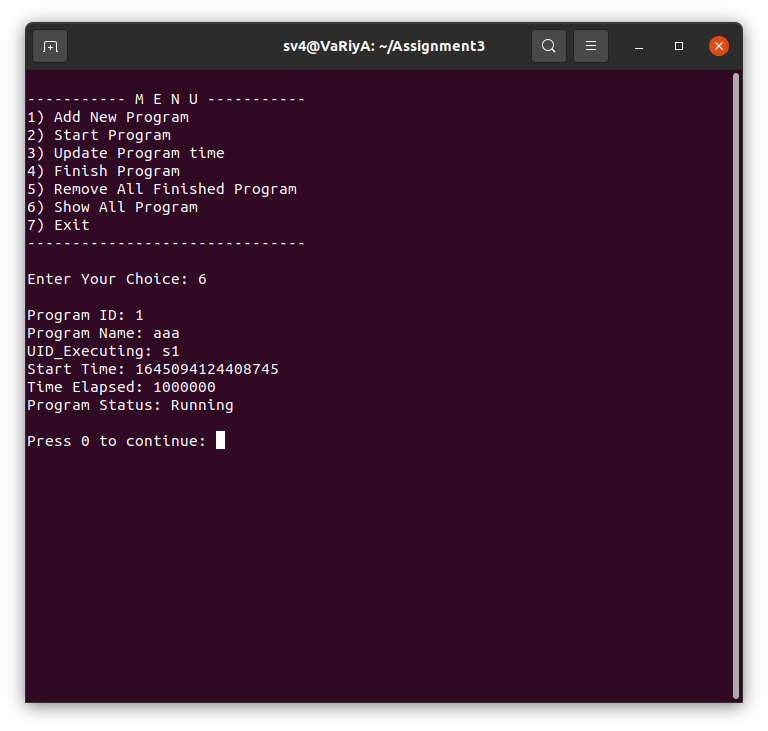 sv4@VaRiyA: ~/Assignment3
----------- M E N U -----------
1) Add New Program
2) Start Program
3) Update Program time
4) Finish Program
5) Remove All Finished Program
6) Show All Program
7) Exit
-------------------------------
Enter Your Choice: 6
Program ID: 1
Program Name: aaa
UID_Executing: s1
Start Time: 1645094124408745
Time Elapsed: 1000000
Program Status: Running
Press 0 to continue: